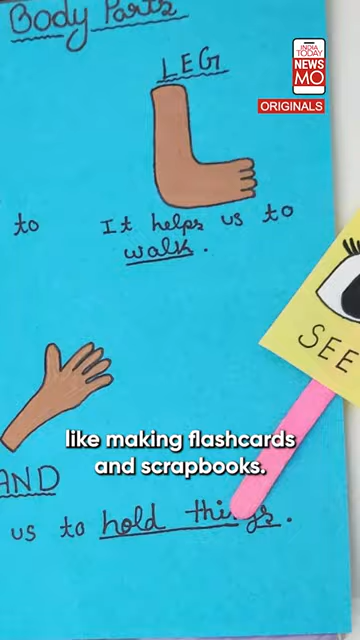 Body Parts
INDIA
TODAY
NEWS
MO
ORIGINALS
LEG
to
It helps us to
walk.
SEE
like making flashcards
and scrapbooks.
AND
us to hold things.